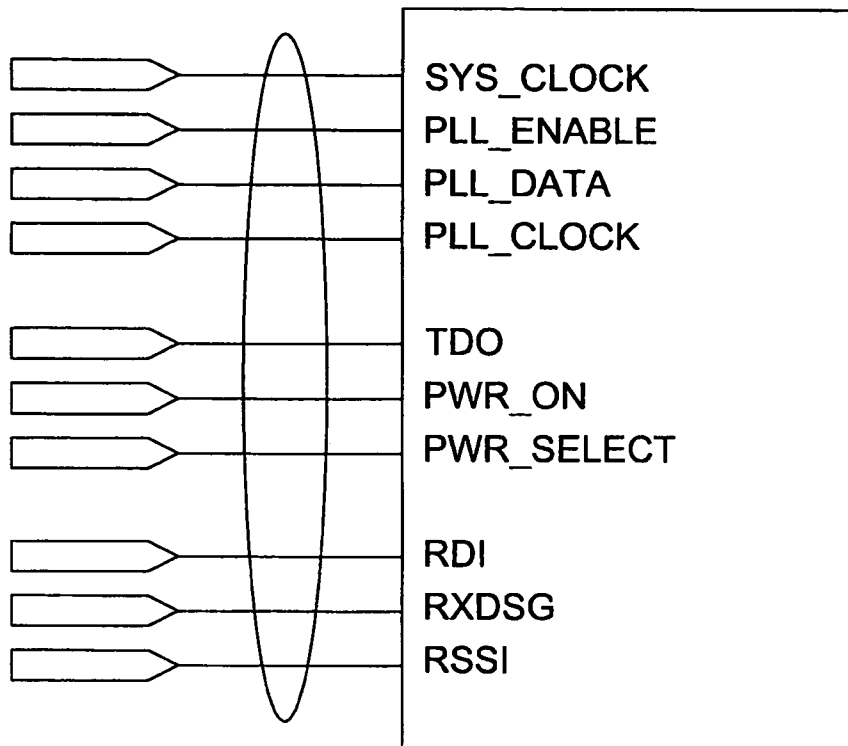 SYS_CLOCK
PLL_ENABLE
PLL_DATA
PLL_CLOCK
TDO
PWR_ON
PWR_SELECT
RDI
RXDSG
RSSI